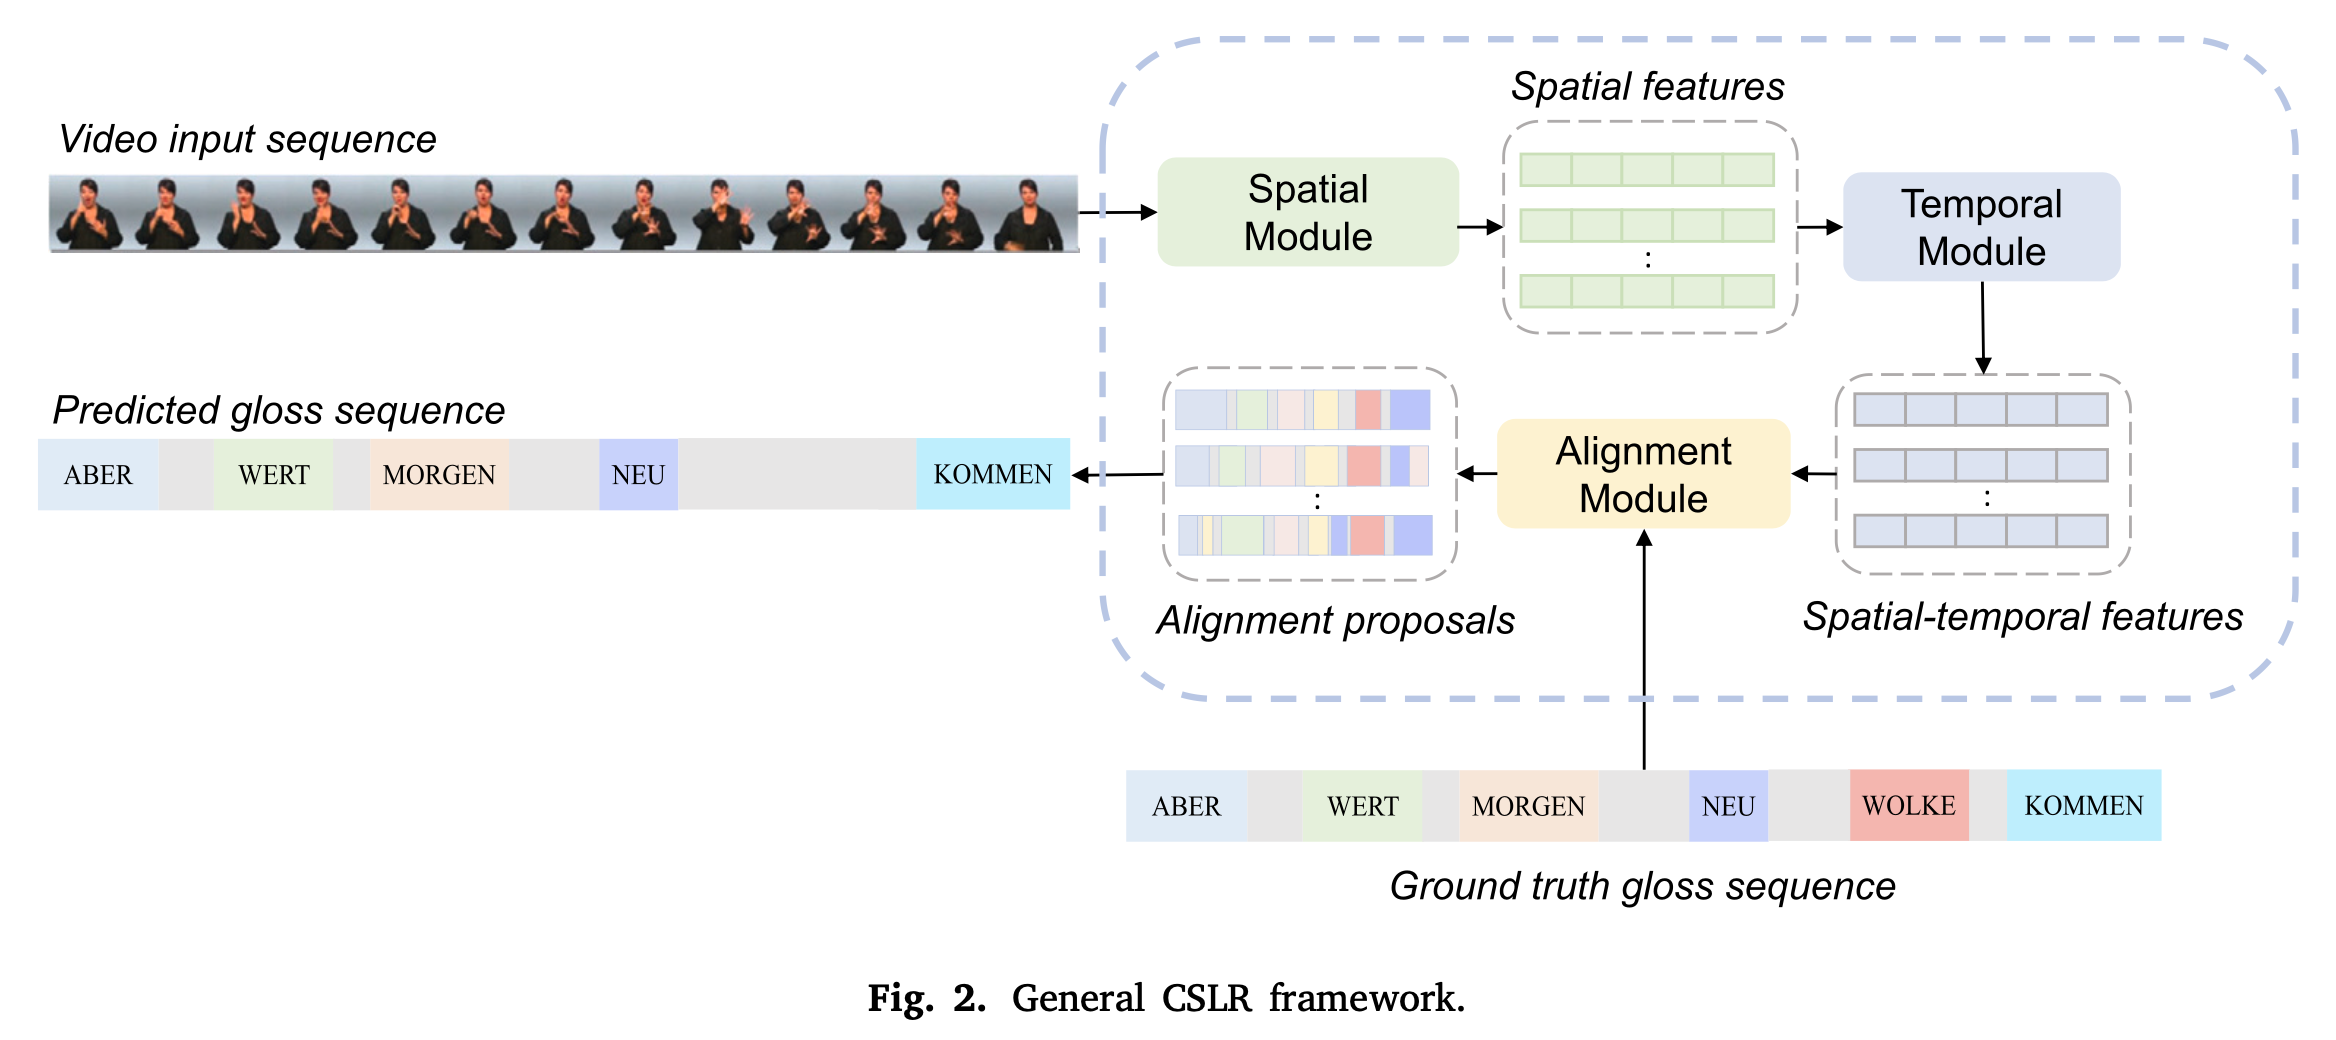 Video input sequence
Spatial
Module
Spatial features
Temporal
Module
Predicted gloss sequence
ABER WERT MORGEN NEU KOMMEN
Alignment proposals
Alignment
Module
Spatial-temporal features
ABER WERT MORGEN NEU WOLKE KOMMEN
Ground truth gloss sequence
Fig. 2. General CSLR framework.